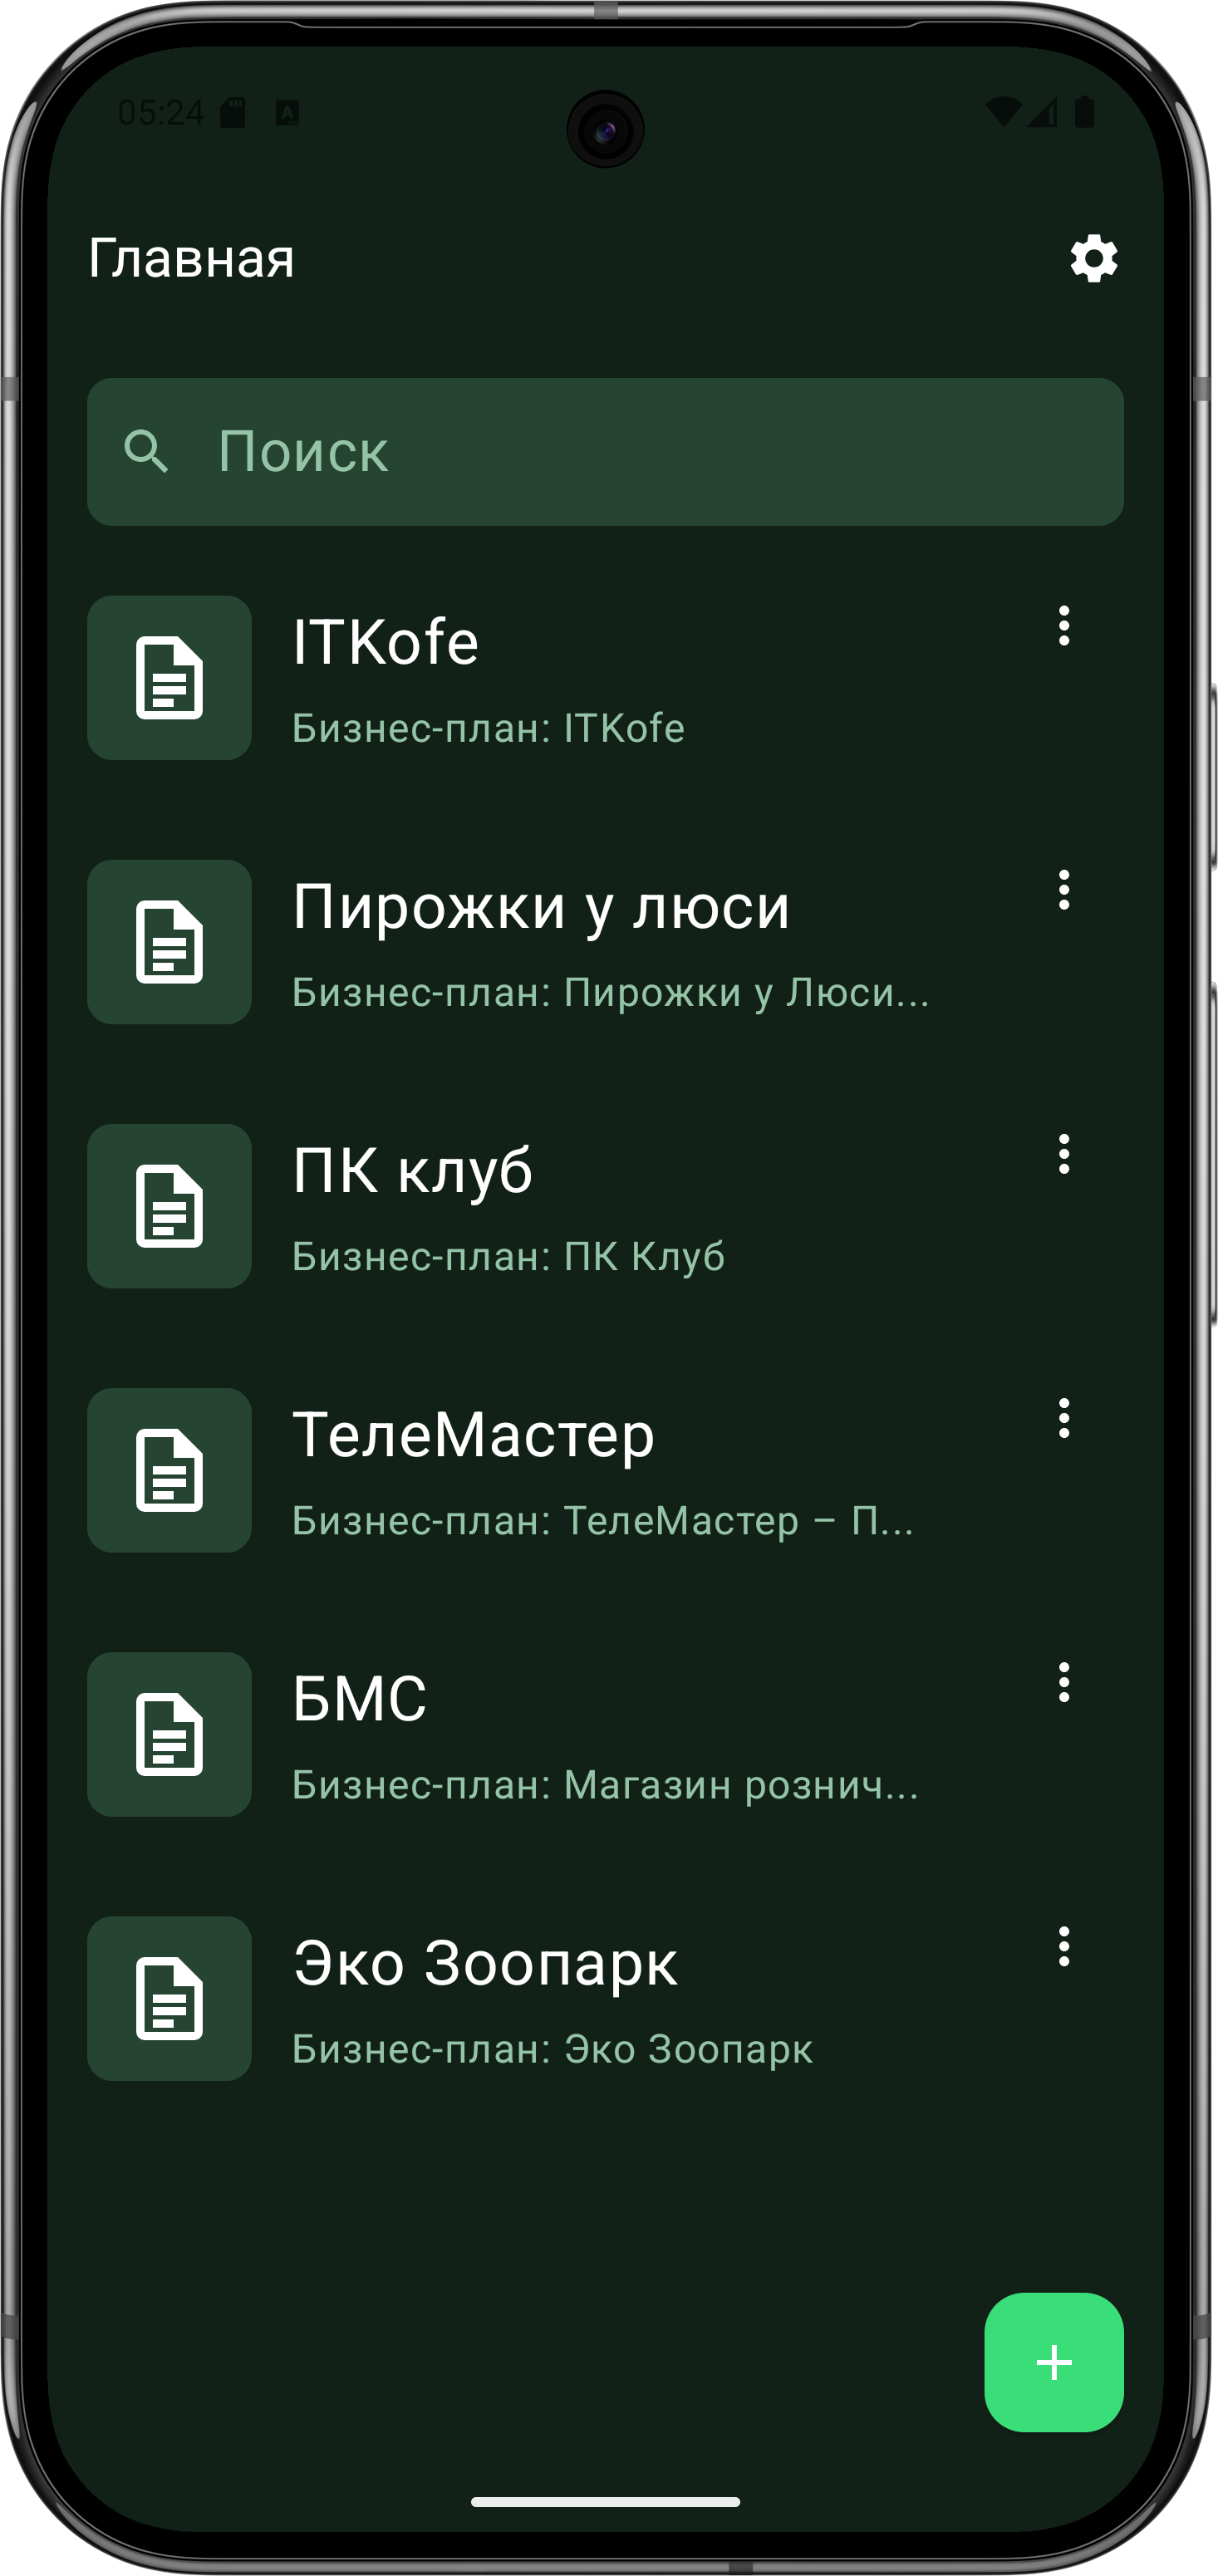 05:24
Главная
Поиск
ITKofe
Бизнес-план: ITKofe
Пирожки у люси
Бизнес-план: Пирожки у Люси...
ПК клуб
Бизнес-план: ПК Клуб
ТелеМастер
Бизнес-план: ТелеМастер – П...
БМС
Бизнес-план: Магазин рознич...
Эко Зоопарк
Бизнес-план: Эко Зоопарк